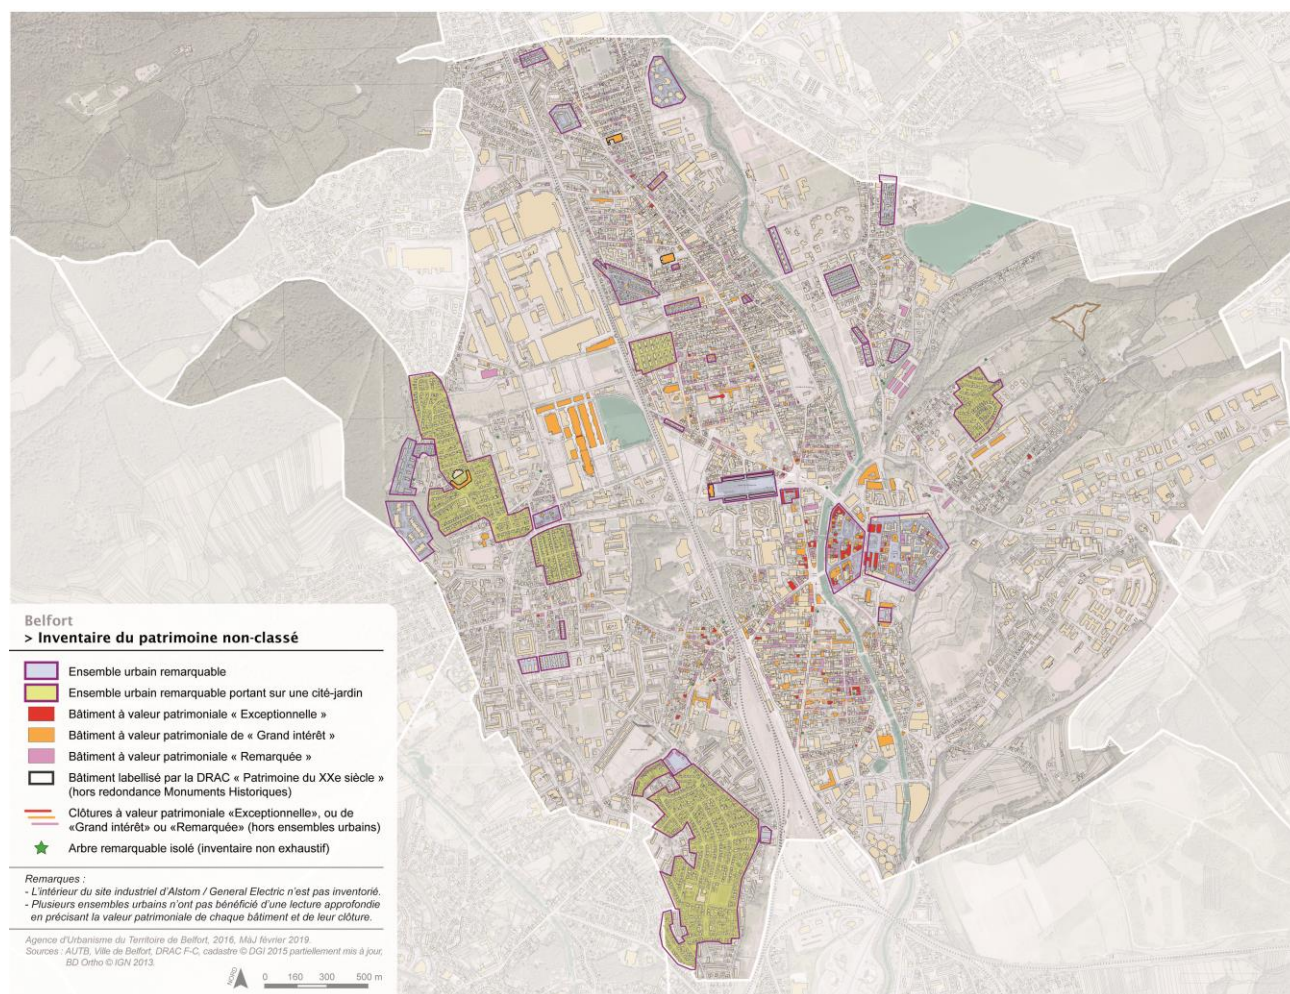 Belfort
> Inventaire du patrimoine non-classé
Ensemble urbain remarquable
Ensemble urbain remarquable portant sur une cité-jardin
Bâtiment à valeur patrimoniale « Exceptionnelle »
Bâtiment à valeur patrimoniale de « Grand intérêt »
Bâtiment à valeur patrimoniale « Remarquée »
Bâtiment labellisé par la DRAC « Patrimoine du XXe siècle »
(hors redondance Monuments Historiques)
Clôtures à valeur patrimoniale «Exceptionnelle», ou de
«Grand intérêt» ou «Remarquée» (hors ensembles urbains)
Arbre remarquable isolé (inventaire non exhaustif)
Remarques :
- L'intérieur du site industriel d'Alstom / General Electric n'est pas inventorié.
- Plusieurs ensembles urbains n'ont pas bénéficié d'une lecture approfondie
en précisant la valeur patrimoniale de chaque bâtiment et de leur clôture.
Agence d'Urbanisme du Territoire de Belfort, 2016, MàJ février 2019.
Sources : AUTB, Ville de Belfort, DRAC F-C, cadastre © DGI 2015 partiellement mis à jour,
BD Ortho © IGN 2013.
NORD
0 160 300 500 m